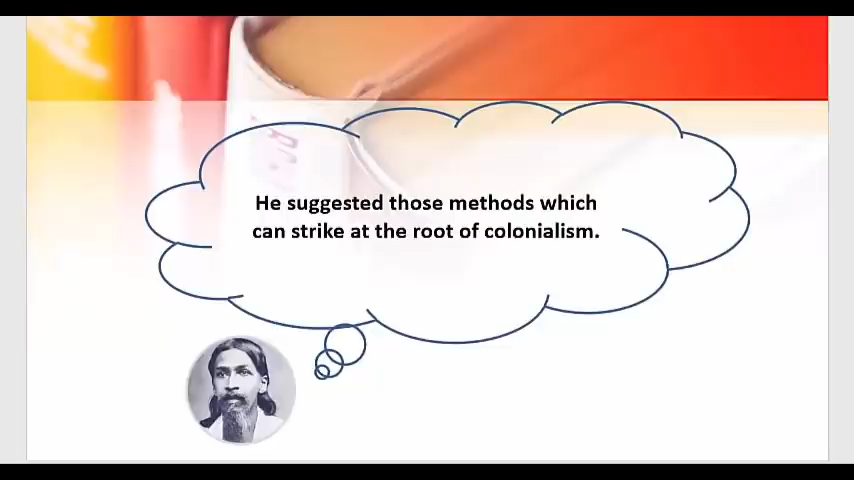 He suggested those methods which
can strike at the root of colonialism.